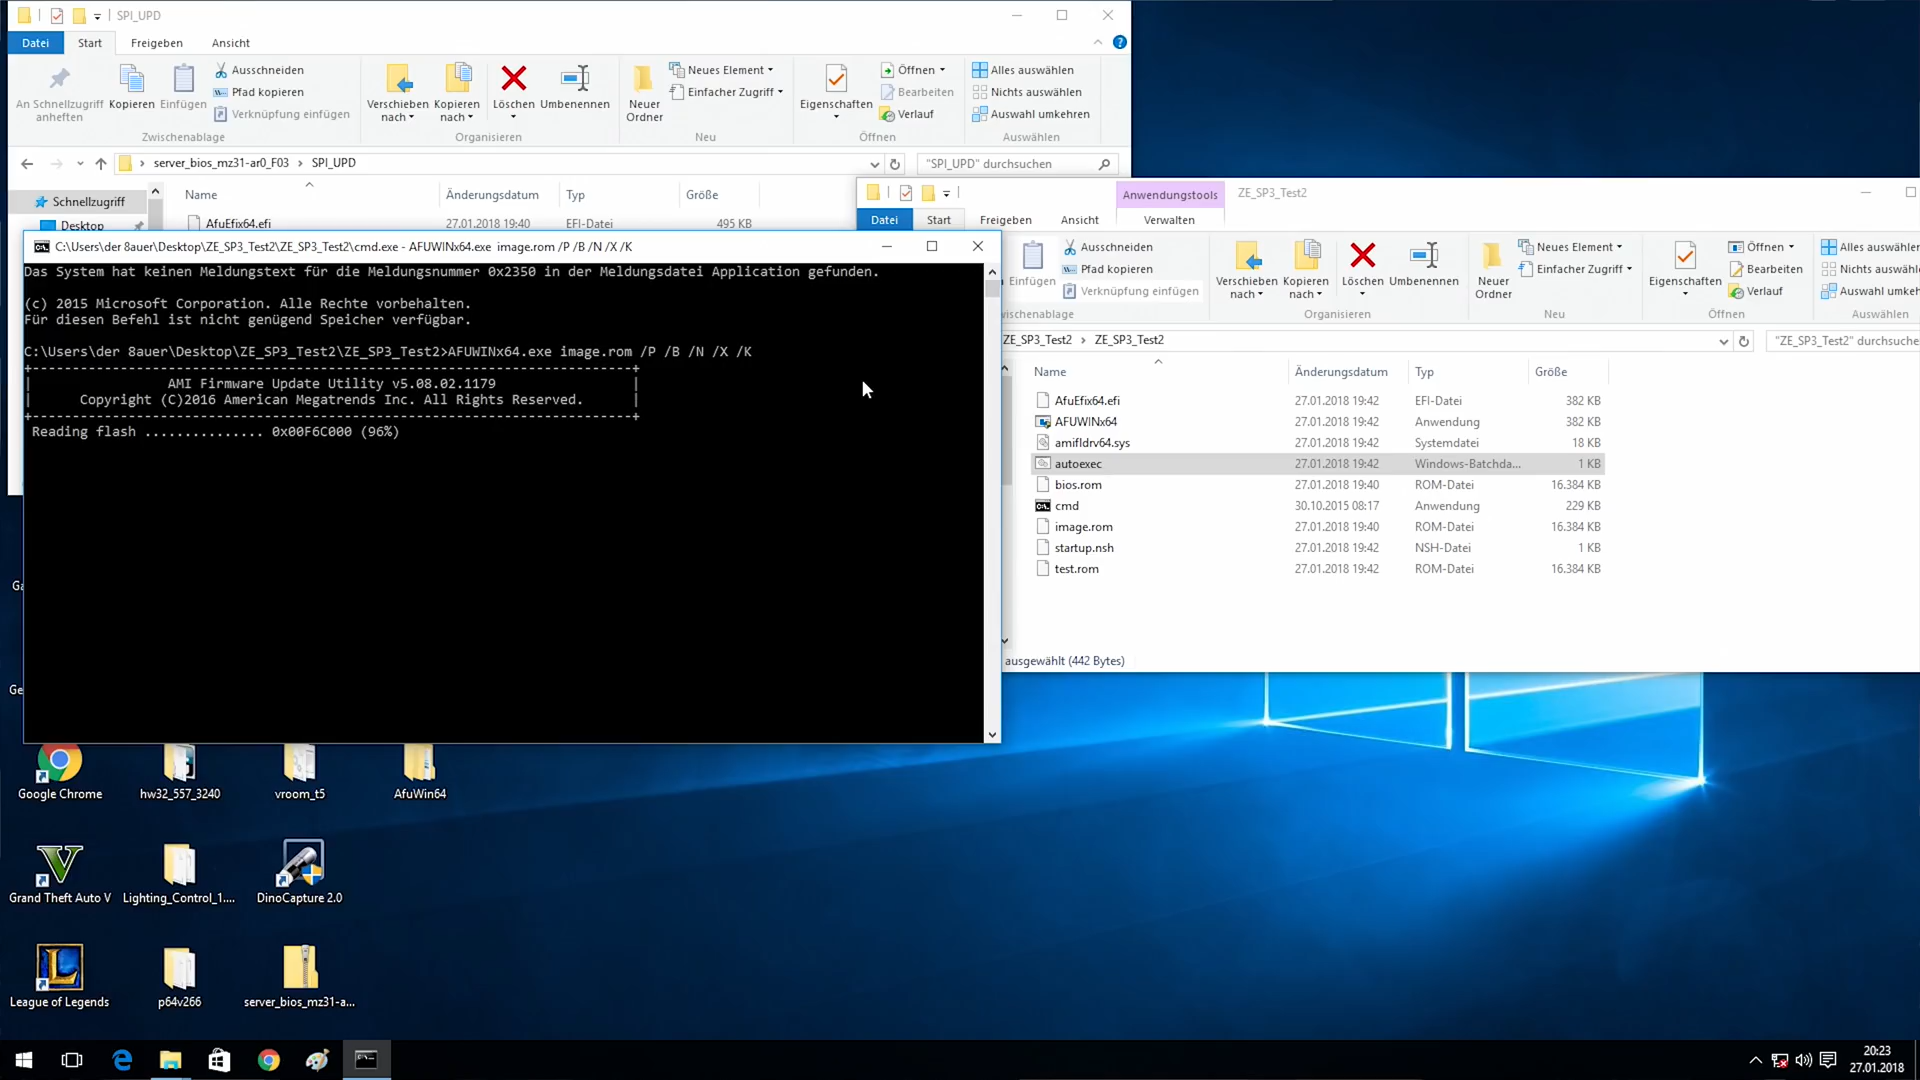 SPI_UPD
Datei Start Freigeben Ansicht
An Schnellzugriff anheften
Kopieren
Einfügen
Ausschneiden
Pfad kopieren
Verknüpfung einfügen
Verschieben nach
Kopieren nach
Löschen
Umbenennen
Neuer Ordner
Neues Element
Einfacher Zugriff
Eigenschaften
Öffnen
Bearbeiten
Verlauf
Alles auswählen
Nichts auswählen
Auswahl umkehren
Zwischenablage Organisieren Neu Öffnen Auswählen
server_bios_mz31-ar0_F03 > SPI_UPD
"SPI_UPD" durchsuchen
Schnellzugriff
Desktop
Name Änderungsdatum Typ Größe
AfuEfix64.efi 27.01.2018 19:40 EFI-Datei 495 KB
C:\Users\der 8auer\Desktop\ZE_SP3_Test2\ZE_SP3_Test2\cmd.exe - AFUWINx64.exe image.rom /P /B /N /X /K
Das System hat keinen Meldungstext für die Meldungsnummer 0x2350 in der Meldungsdatei Application gefunden.
(c) 2015 Microsoft Corporation. Alle Rechte vorbehalten.
Für diesen Befehl ist nicht genügend Speicher verfügbar.
C:\Users\der 8auer\Desktop\ZE_SP3_Test2\ZE_SP3_Test2>AFUWINx64.exe image.rom /P /B /N /X /K
+---------------------------------------------------------------------------+
| AMI Firmware Update Utility v5.08.02.1179 |
| Copyright (C)2016 American Megatrends Inc. All Rights Reserved. |
+---------------------------------------------------------------------------+
Reading flash ............... 0x00F6C000 (96%)
Anwendungstools
ZE_SP3_Test2
Datei Start Freigeben Ansicht Verwalten
Einfügen
Ausschneiden
Pfad kopieren
Verknüpfung einfügen
Verschieben nach
Kopieren nach
Löschen
Umbenennen
Neuer Ordner
Neues Element
Einfacher Zugriff
Eigenschaften
Öffnen
Bearbeiten
Verlauf
Alles auswählen
Nichts auswähle
Auswahl umkeh
wischenablage Organisieren Neu Öffnen Auswählen
ZE_SP3_Test2 > ZE_SP3_Test2
"ZE_SP3_Test2" durchsuche
Name Änderungsdatum Typ Größe
AfuEfix64.efi 27.01.2018 19:42 EFI-Datei 382 KB
AFUWINx64 27.01.2018 19:42 Anwendung 382 KB
amifldrv64.sys 27.01.2018 19:42 Systemdatei 18 KB
autoexec 27.01.2018 19:42 Windows-Batchda... 1 KB
bios.rom 27.01.2018 19:40 ROM-Datei 16.384 KB
cmd 30.10.2015 08:17 Anwendung 229 KB
image.rom 27.01.2018 19:40 ROM-Datei 16.384 KB
startup.nsh 27.01.2018 19:42 NSH-Datei 1 KB
test.rom 27.01.2018 19:42 ROM-Datei 16.384 KB
ausgewählt (442 Bytes)
Ga
Ge
Google Chrome
hw32_557_3240
vroom_t5
AfuWin64
Grand Theft Auto V
Lighting_Control_1....
DinoCapture 2.0
League of Legends
p64v266
server_bios_mz31-a...
20:23
27.01.2018